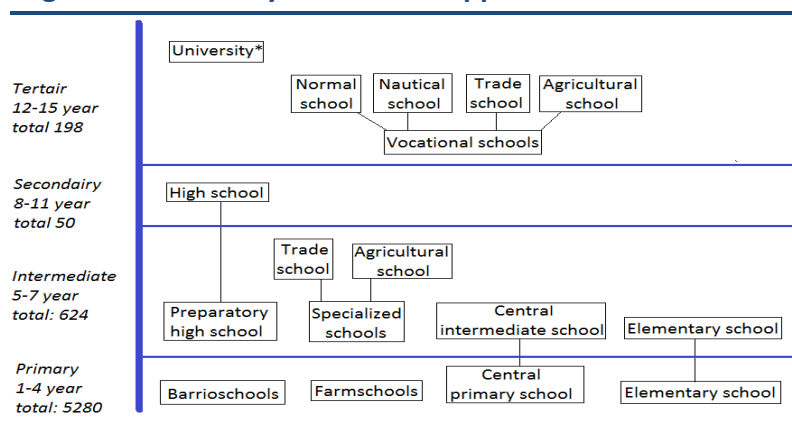 University*
Tertair
12-15 year
total 198
Normal
school
Nautical
school
Trade
school
Agricultural
school
Vocational schools
Secondairy
8-11 year
total 50
High school
Intermediate
5-7 year
total: 624
Trade
school
Agricultural
school
Preparatory
high school
Specialized
schools
Central
intermediate school
Elementary school
Primary
1-4 year
total: 5280
Barrioschools
Farmschools
Central
primary school
Elementary school